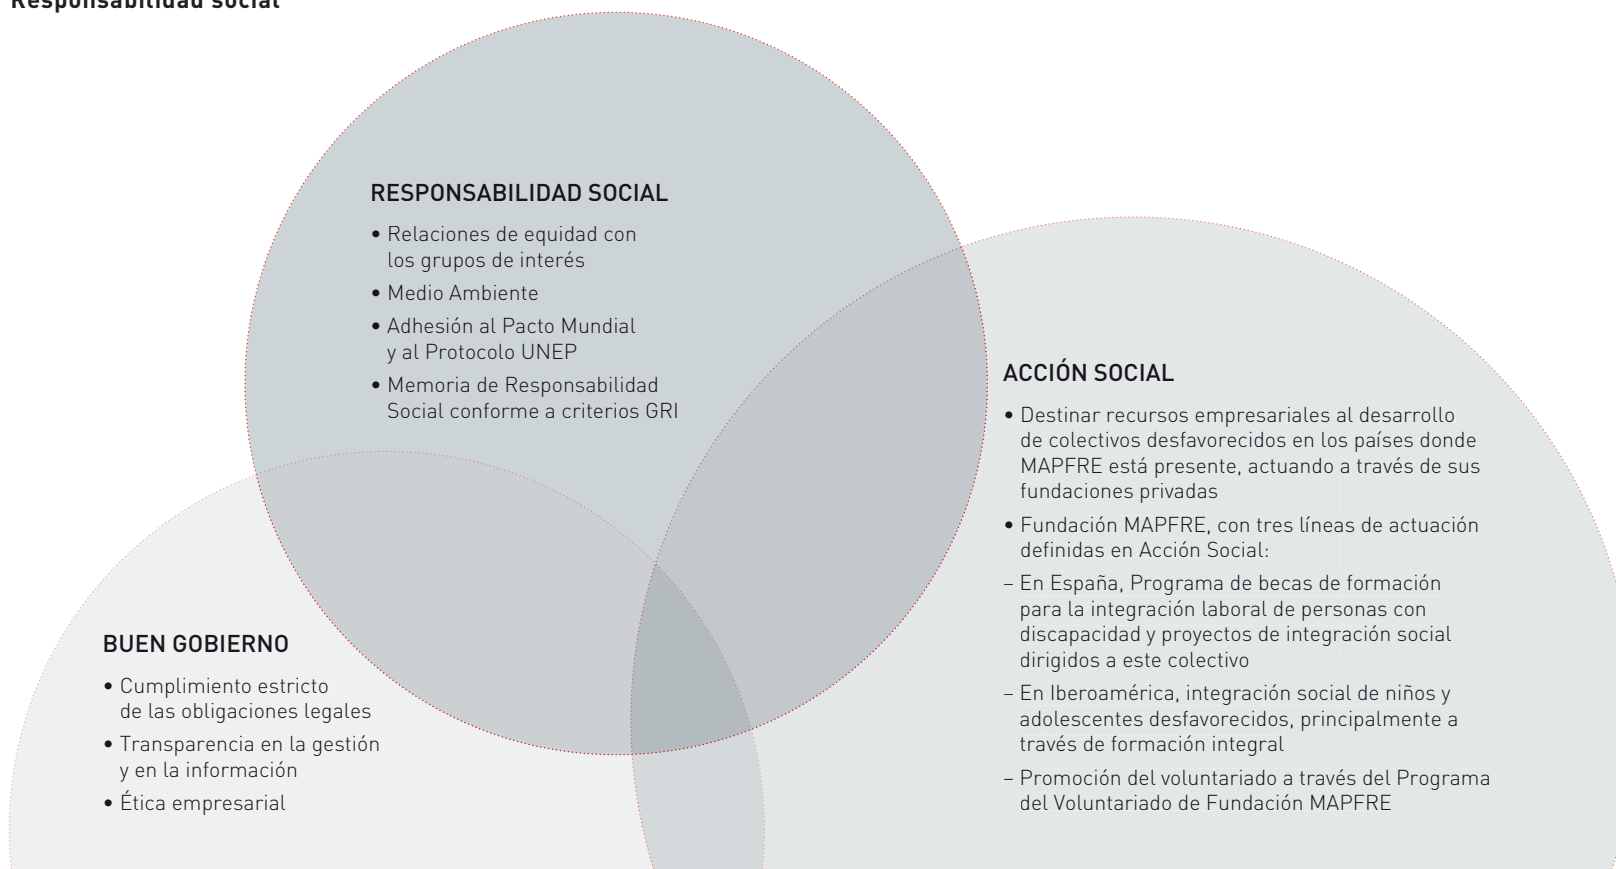 Responsabilidad social
RESPONSABILIDAD SOCIAL
• Relaciones de equidad con
los grupos de interés
• Medio Ambiente
• Adhesión al Pacto Mundial
y al Protocolo UNEP
• Memoria de Responsabilidad
Social conforme a criterios GRI
ACCIÓN SOCIAL
• Destinar recursos empresariales al desarrollo
de colectivos desfavorecidos en los países donde
MAPFRE está presente, actuando a través de sus
fundaciones privadas
• Fundación MAPFRE, con tres líneas de actuación
definidas en Acción Social:
– En España, Programa de becas de formación
para la integración laboral de personas con
discapacidad y proyectos de integración social
dirigidos a este colectivo
– En Iberoamérica, integración social de niños y
adolescentes desfavorecidos, principalmente a
través de formación integral
– Promoción del voluntariado a través del Programa
del Voluntariado de Fundación MAPFRE
BUEN GOBIERNO
• Cumplimiento estricto
de las obligaciones legales
• Transparencia en la gestión
y en la información
• Ética empresarial